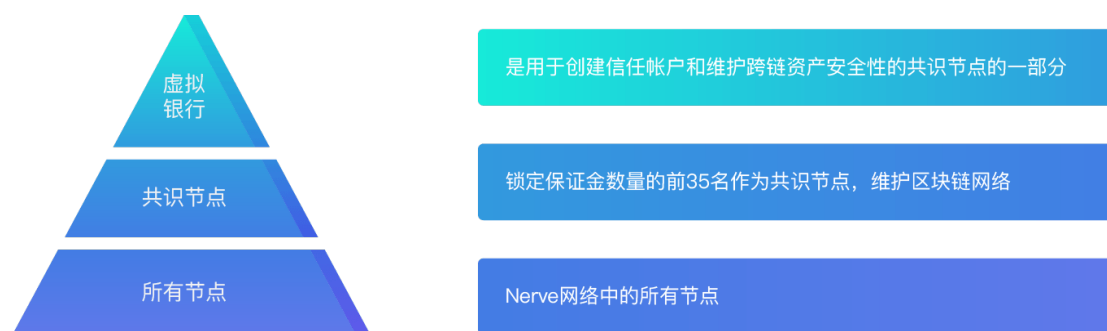 虚拟
银行
是用于创建信任帐户和维护跨链资产安全性的共识节点的一部分
共识节点
锁定保证金数量的前35名作为共识节点，维护区块链网络
所有节点
Nerve网络中的所有节点